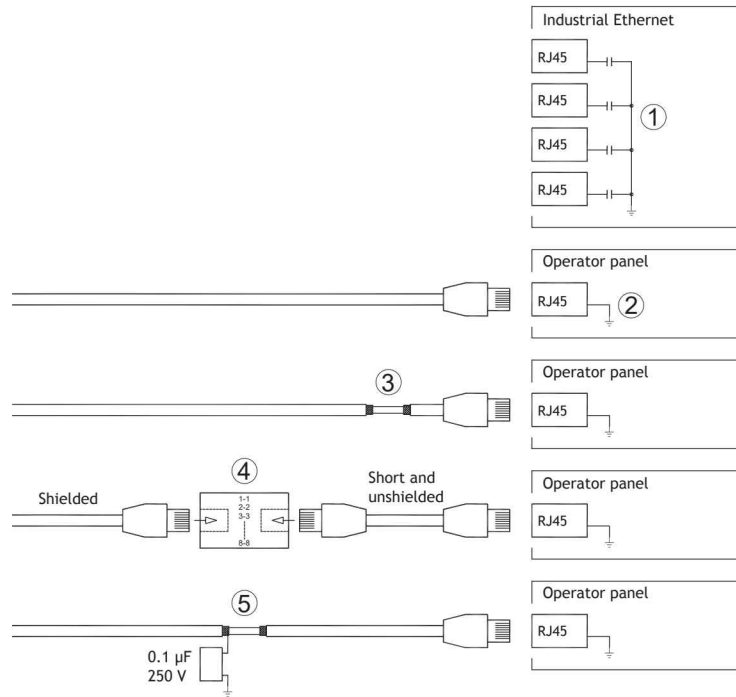 Industrial Ethernet
RJ45
RJ45
1
RJ45
RJ45
Operator panel
RJ45
2
Operator panel
3
RJ45
Operator panel
4
Short and
unshielded
Shielded
1-1
2-2
3-3
8-8
RJ45
Operator panel
5
RJ45
0.1 µF
250 V